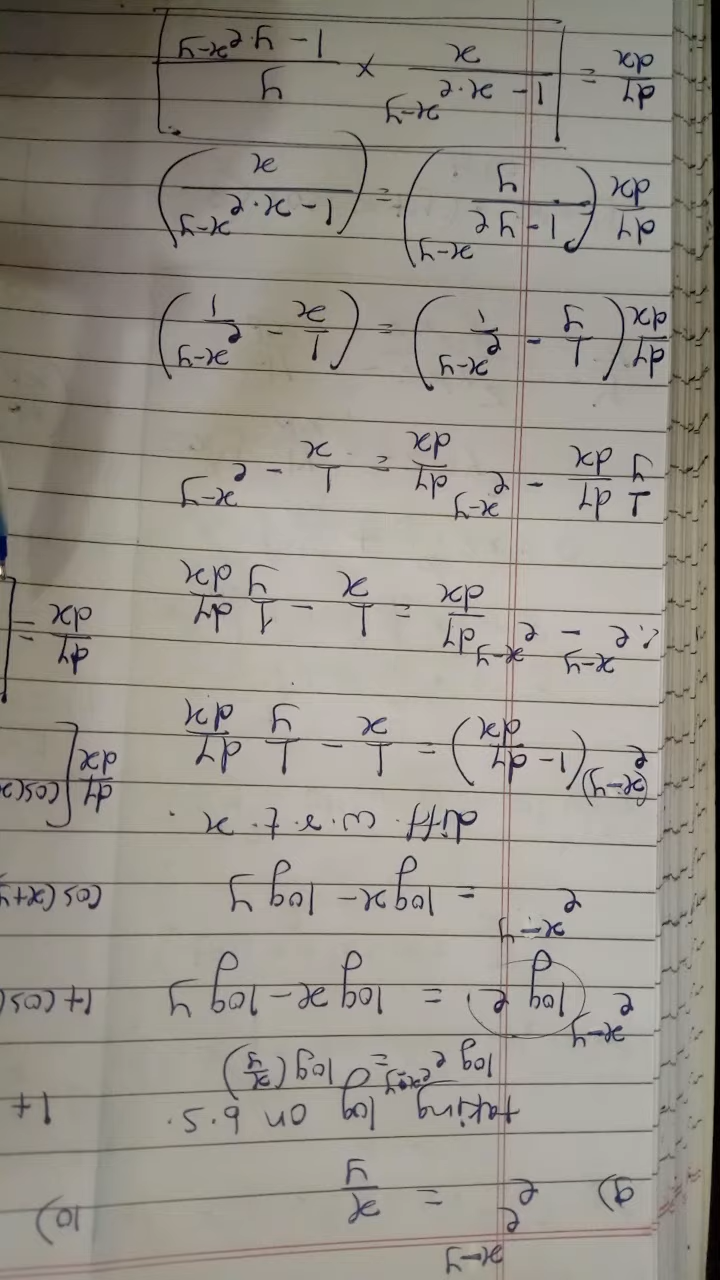 9) e^{e^{x-y}} = x/y
10)
taking log on b.s.
1+
log e^{e^{x-y}} = log(x/y)
e^{x-y} log e = log x - log y
1+cos(
e^{x-y} = log x - log y
cos(x+y
diff. w.r.t. x.
e^{(x-y)} (1 - dy/dx) = 1/x - 1/y dy/dx
dy/dx [cos(x
∴ e^{x-y} - e^{x-y} dy/dx = 1/x - 1/y dy/dx
dy/dx =
1/y dy/dx - e^{x-y} dy/dx = 1/x - e^{x-y}
dy/dx (1/y - e^{x-y}/1) = (1/x - e^{x-y}/1)
dy/dx (1 - y e^{x-y} / y) = (1 - x·e^{x-y} / x)
dy/dx = 1 - x·e^{x-y} / x × y / 1 - y·e^{x-y}